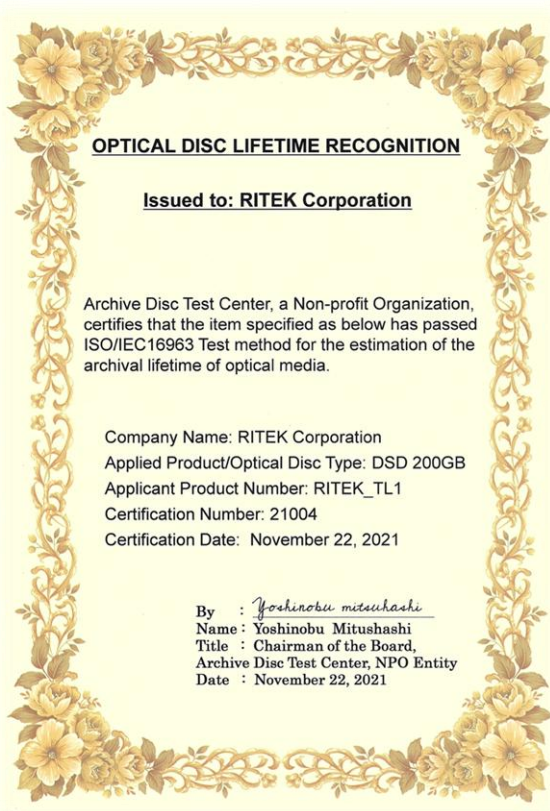 OPTICAL DISC LIFETIME RECOGNITION
Issued to: RITEK Corporation
Archive Disc Test Center, a Non-profit Organization,
certifies that the item specified as below has passed
ISO/IEC16963 Test method for the estimation of the
archival lifetime of optical media.
Company Name: RITEK Corporation
Applied Product/Optical Disc Type: DSD 200GB
Applicant Product Number: RITEK_TL1
Certification Number: 21004
Certification Date: November 22, 2021
By : Yoshinobu mitsuhashi
Name : Yoshinobu Mitushashi
Title : Chairman of the Board,
Archive Disc Test Center, NPO Entity
Date : November 22, 2021